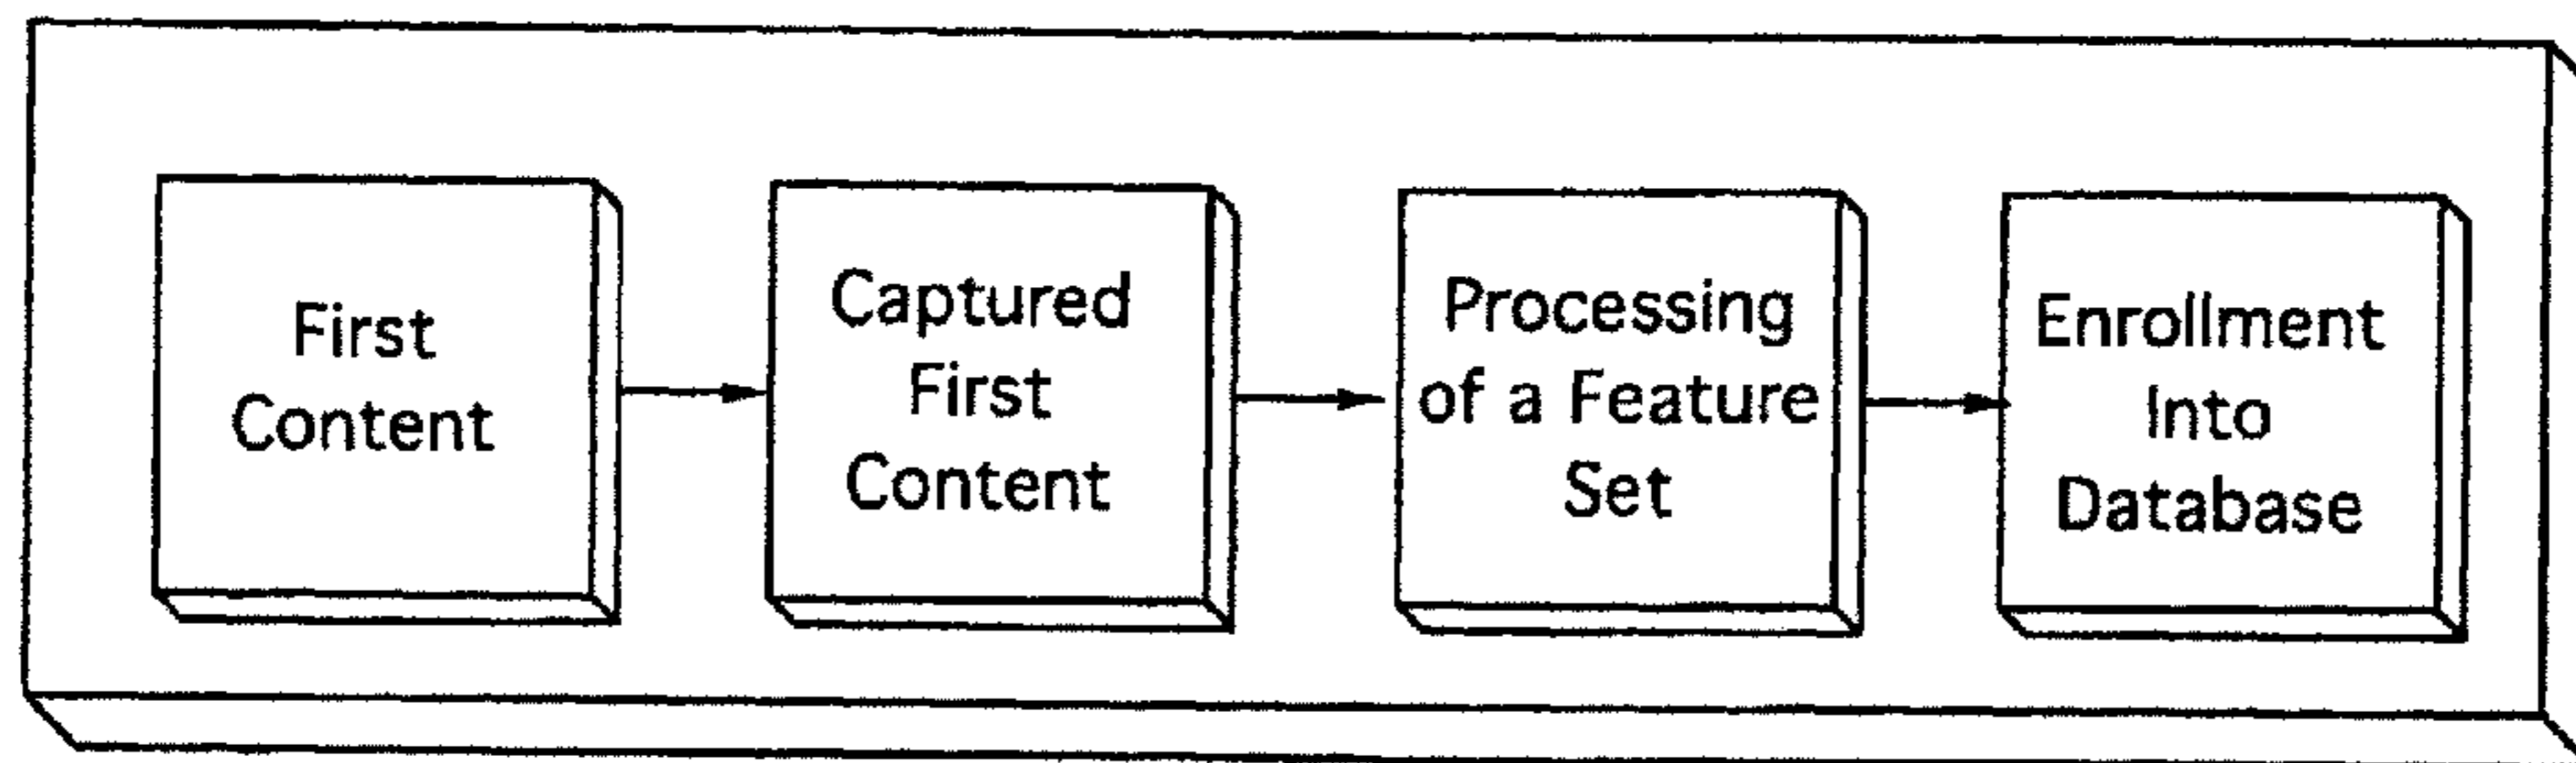 First
Content
Captured
First
Content
Processing
of a Feature
Set
Enrollment
Into
Database